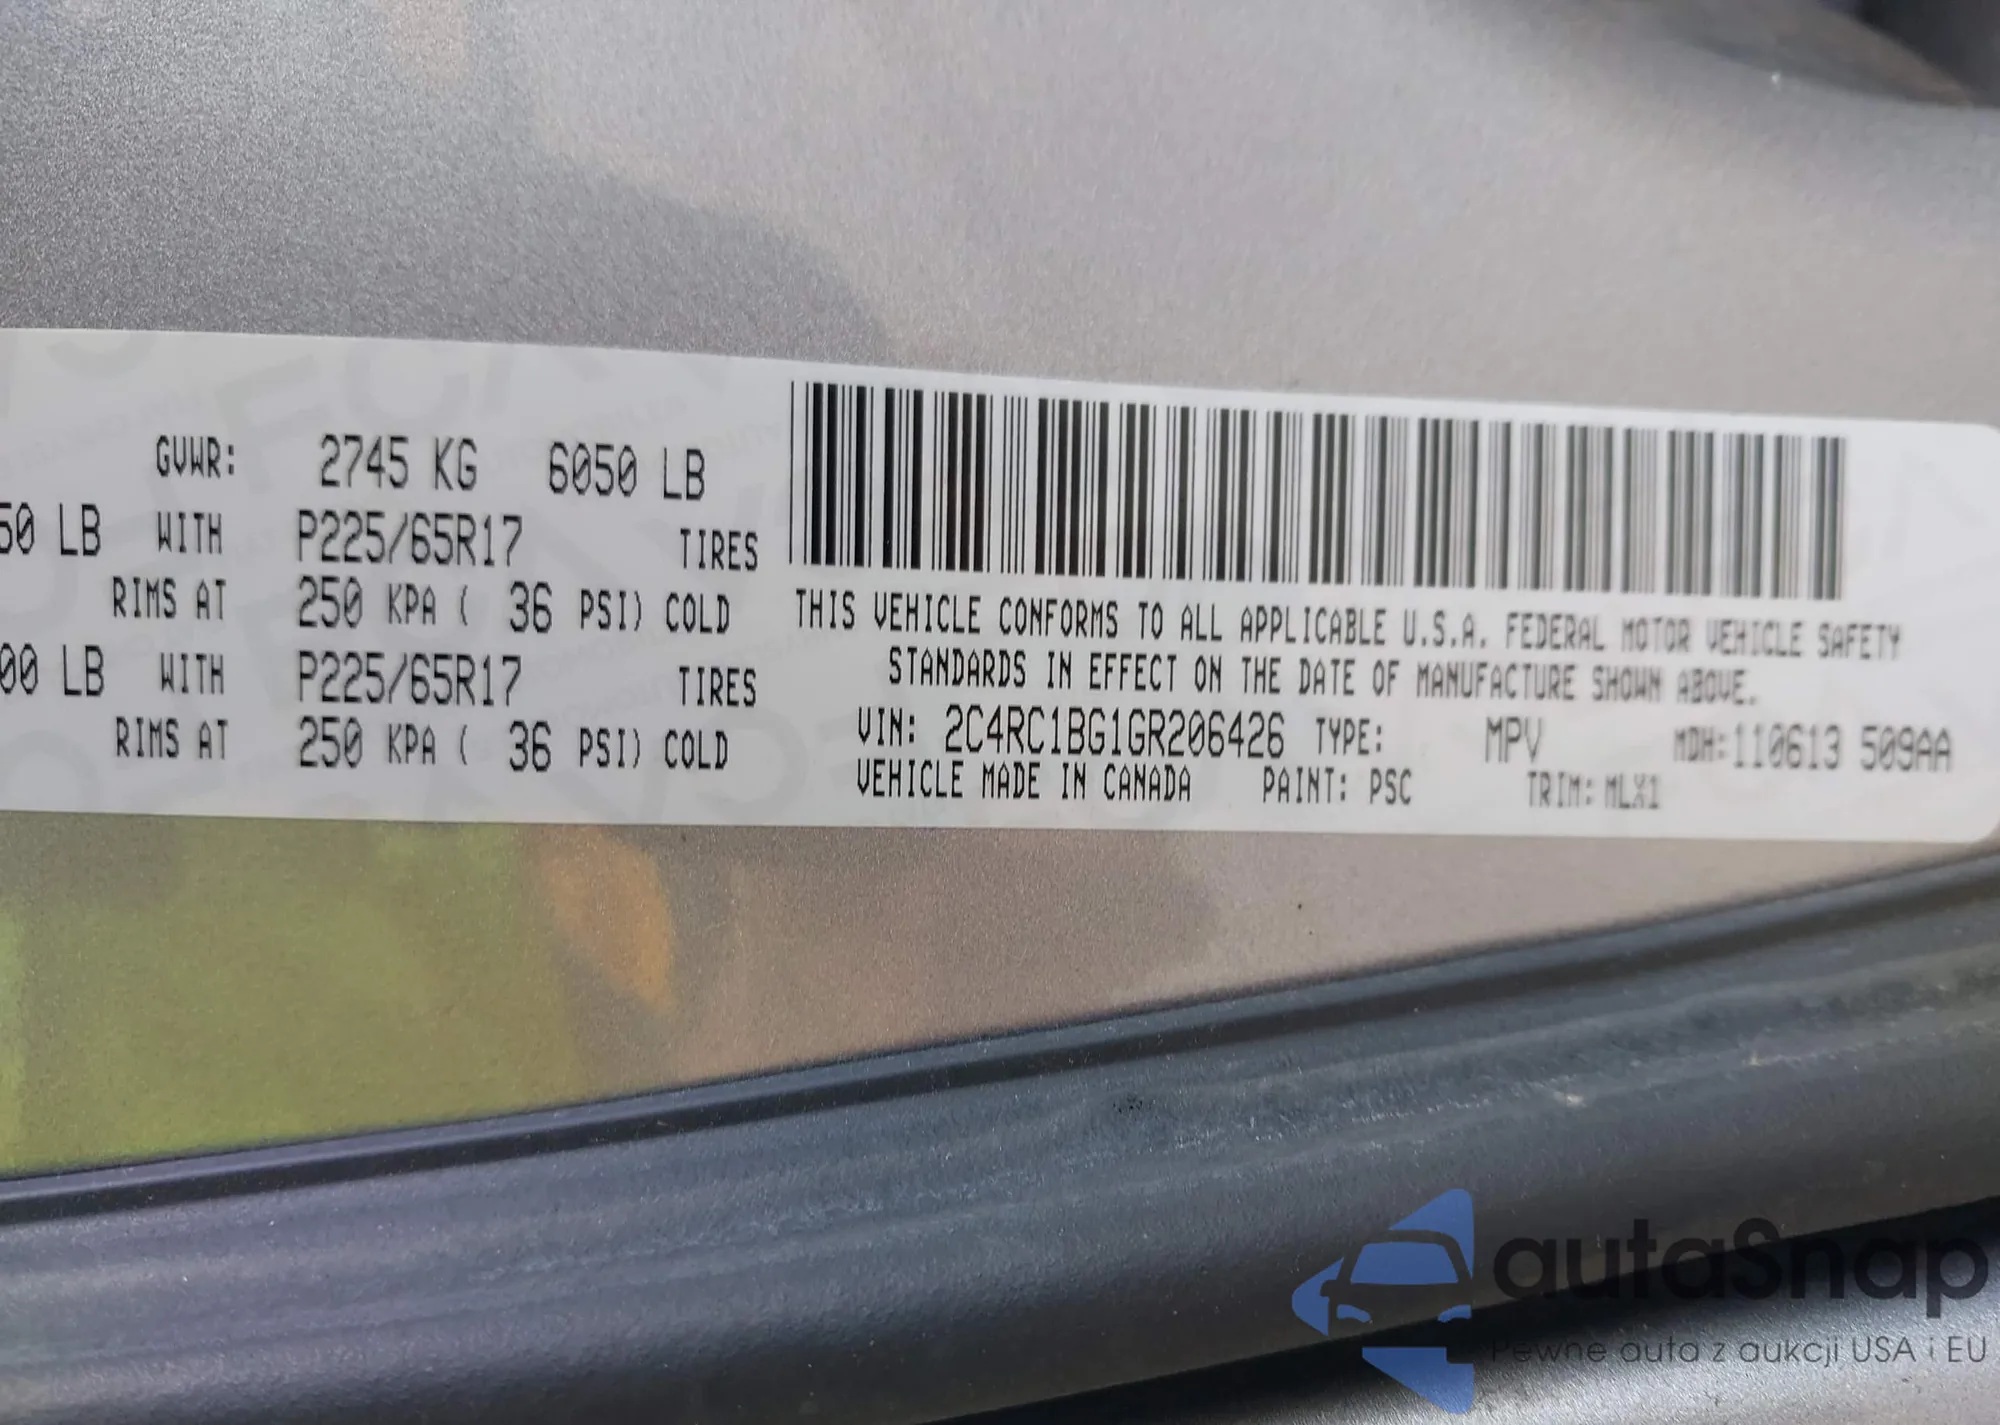 GVWR: 2745 KG 6050 LB
50 LB WITH P225/65R17 TIRES
RIMS AT 250 KPA ( 36 PSI) COLD
00 LB WITH P225/65R17 TIRES
RIMS AT 250 KPA ( 36 PSI) COLD
THIS VEHICLE CONFORMS TO ALL APPLICABLE U.S.A. FEDERAL MOTOR VEHICLE SAFETY
STANDARDS IN EFFECT ON THE DATE OF MANUFACTURE SHOWN ABOVE.
VIN: 2C4RC1BG1GR206426 TYPE: MPV MDH: 110613 509AA
VEHICLE MADE IN CANADA PAINT: PSC TRIM: MLX1
autaSnap
Pewne auta z aukcji USA i EU